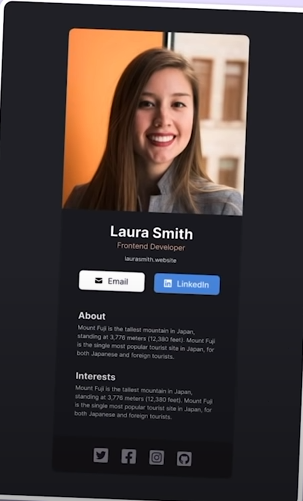 Laura Smith
Frontend Developer
laurasmith.website
Email
LinkedIn
About
Mount Fuji is the tallest mountain in Japan,
standing at 3,776 meters (12,380 feet). Mount Fuji
is the single most popular tourist site in Japan, for
both Japanese and foreign tourists.
Interests
Mount Fuji is the tallest mountain in Japan,
standing at 3,776 meters (12,380 feet). Mount Fuji
is the single most popular tourist site in Japan, for
both Japanese and foreign tourists.